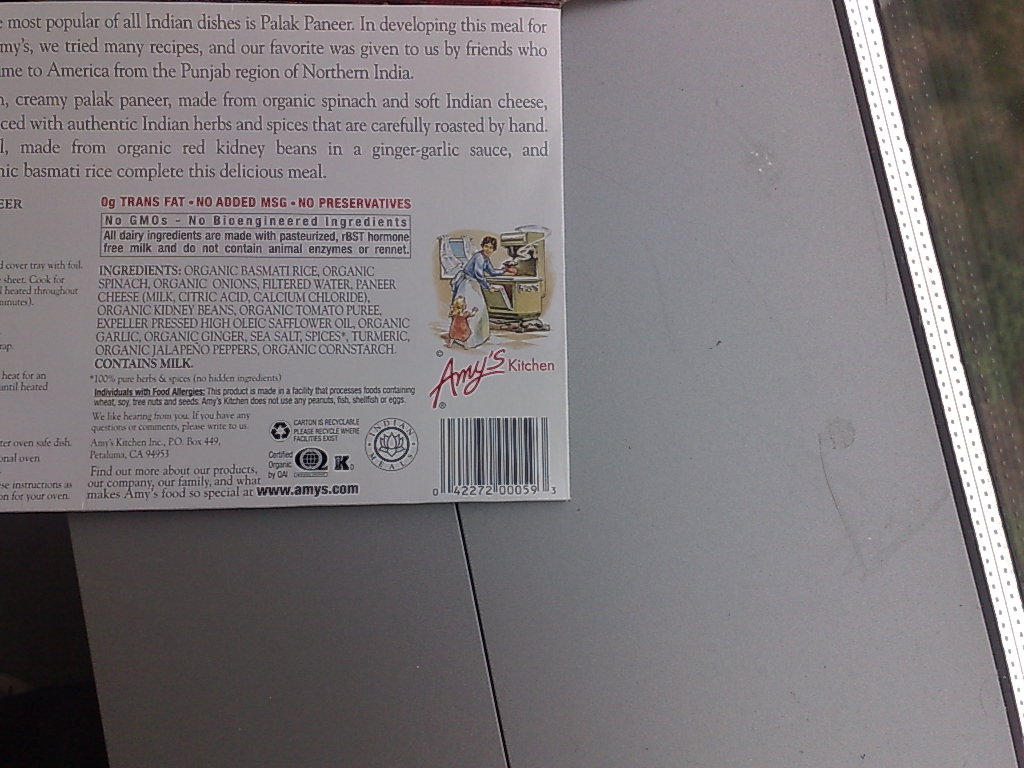 most popular of all Indian dishes is Palak Paneer. In developing this meal for
my's, we tried many recipes, and our favorite was given to us by friends who
me to America from the Punjab region of Northern India.
, creamy palak paneer, made from organic spinach and soft Indian cheese,
ced with authentic Indian herbs and spices that are carefully roasted by hand.
l, made from organic red kidney beans in a ginger-garlic sauce, and
ic basmati rice complete this delicious meal.
EER
d cover tray with foil.
sheet. Cook for
heated throughout
minutes).
rap.
heat for an
until heated
ter oven safe dish.
onal oven
se instructions as
on for your oven.
0g TRANS FAT • NO ADDED MSG • NO PRESERVATIVES
No GMOs - No Bioengineered Ingredients
All dairy ingredients are made with pasteurized, rBST hormone
free milk and do not contain animal enzymes or rennet.
INGREDIENTS: ORGANIC BASMATI RICE, ORGANIC
SPINACH, ORGANIC ONIONS, FILTERED WATER, PANEER
CHEESE (MILK, CITRIC ACID, CALCIUM CHLORIDE),
ORGANIC KIDNEY BEANS, ORGANIC TOMATO PUREE,
EXPELLER PRESSED HIGH OLEIC SAFFLOWER OIL, ORGANIC
GARLIC, ORGANIC GINGER, SEA SALT, SPICES*, TURMERIC,
ORGANIC JALAPEÑO PEPPERS, ORGANIC CORNSTARCH.
CONTAINS MILK.
*100% pure herbs & spices (no hidden ingredients)
Individuals with Food Allergies: This product is made in a facility that processes foods containing
wheat, soy, tree nuts and seeds. Amy's Kitchen does not use any peanuts, fish, shellfish or eggs.
We like hearing from you. If you have any
questions or comments, please write to us.
Amy's Kitchen Inc., P.O. Box 449,
Petaluma, CA 94953
Find out more about our products,
our company, our family, and what
makes Amy's food so special at www.amys.com
CARTON IS RECYCLABLE
PLEASE RECYCLE WHERE
FACILITIES EXIST
Certified
Organic
by QAI
K
INDIAN MEALS
©
Amy's Kitchen
®
0 42272 00059 3